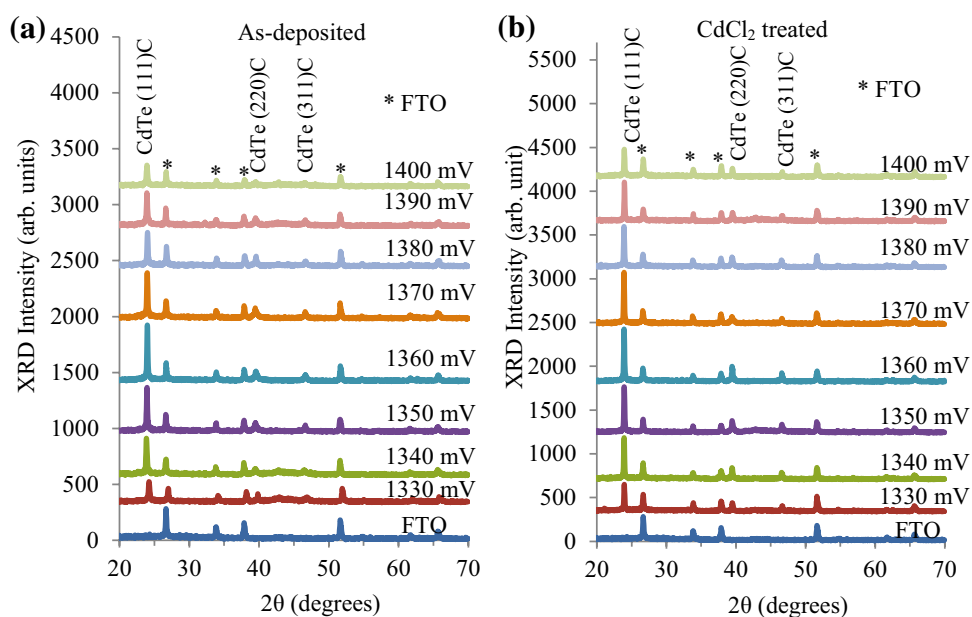 (a)
As-deposited
XRD Intensity (arb. units)
4500
4000
3500
3000
2500
2000
1500
1000
500
0
CdTe (111)C
CdTe (220)C
CdTe (311)C
* FTO
*
*
*
*
1400 mV
1390 mV
1380 mV
1370 mV
1360 mV
1350 mV
1340 mV
1330 mV
FTO
20
30
40
50
60
70
2θ (degrees)
(b)
CdCl₂ treated
XRD Intensity (arb. unit)
5500
5000
4500
4000
3500
3000
2500
2000
1500
1000
500
0
CdTe (111)C
CdTe (220)C
CdTe (311)C
* FTO
*
*
*
*
1400 mV
1390 mV
1380 mV
1370 mV
1360 mV
1350 mV
1340 mV
1330 mV
FTO
20
30
40
50
60
70
2θ (degrees)